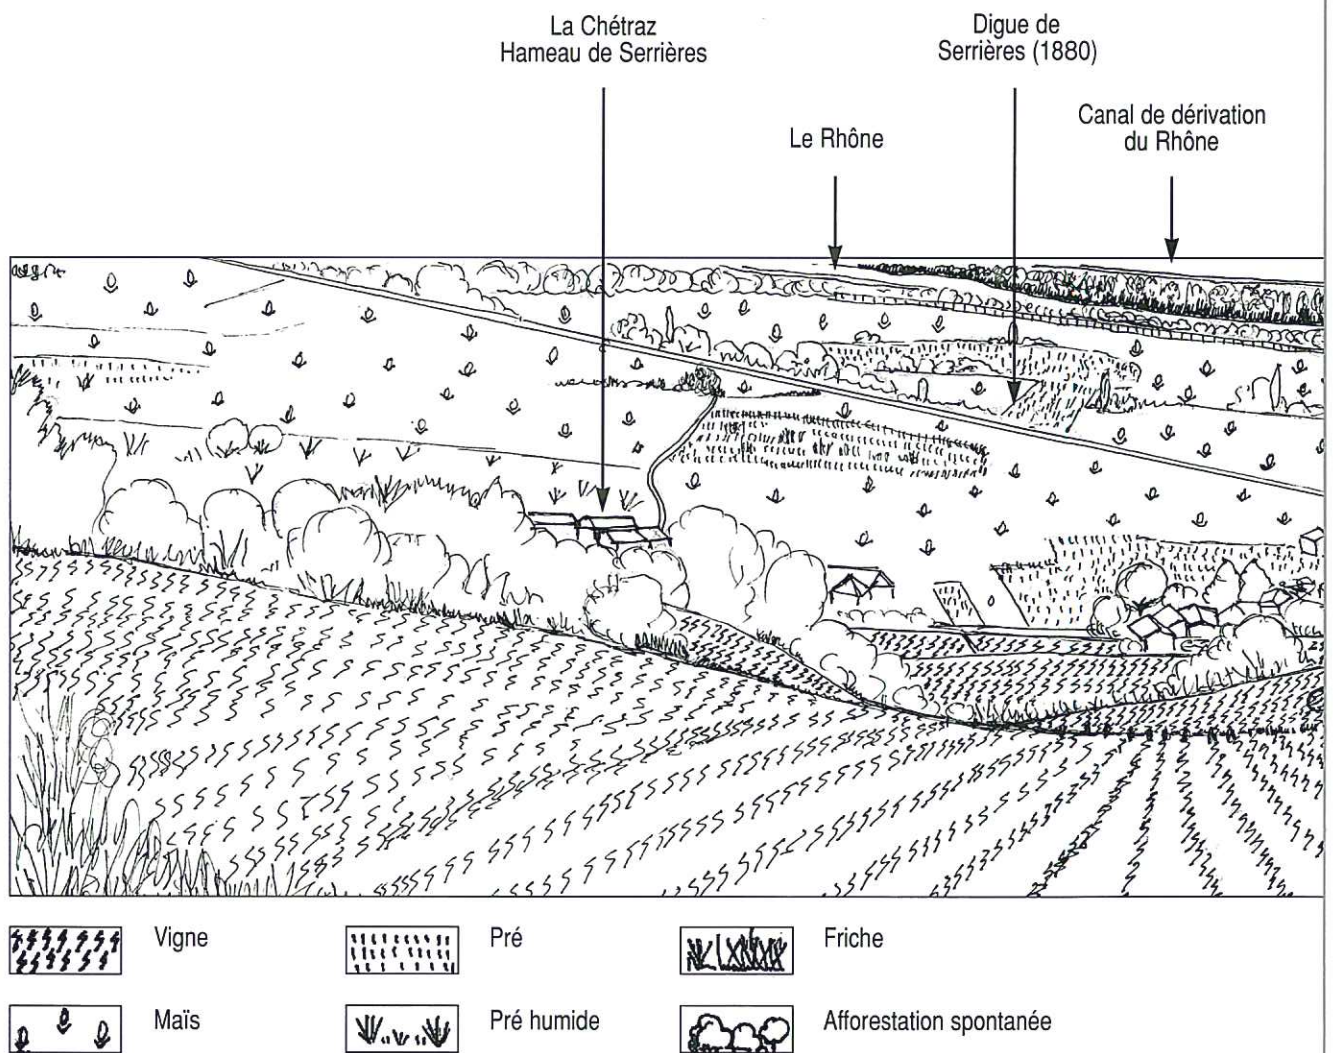 La Chétraz
Hameau de Serrières
Digue de
Serrières (1880)
Le Rhône
Canal de dérivation
du Rhône
Vigne
Pré
Friche
Maïs
Pré humide
Afforestation spontanée